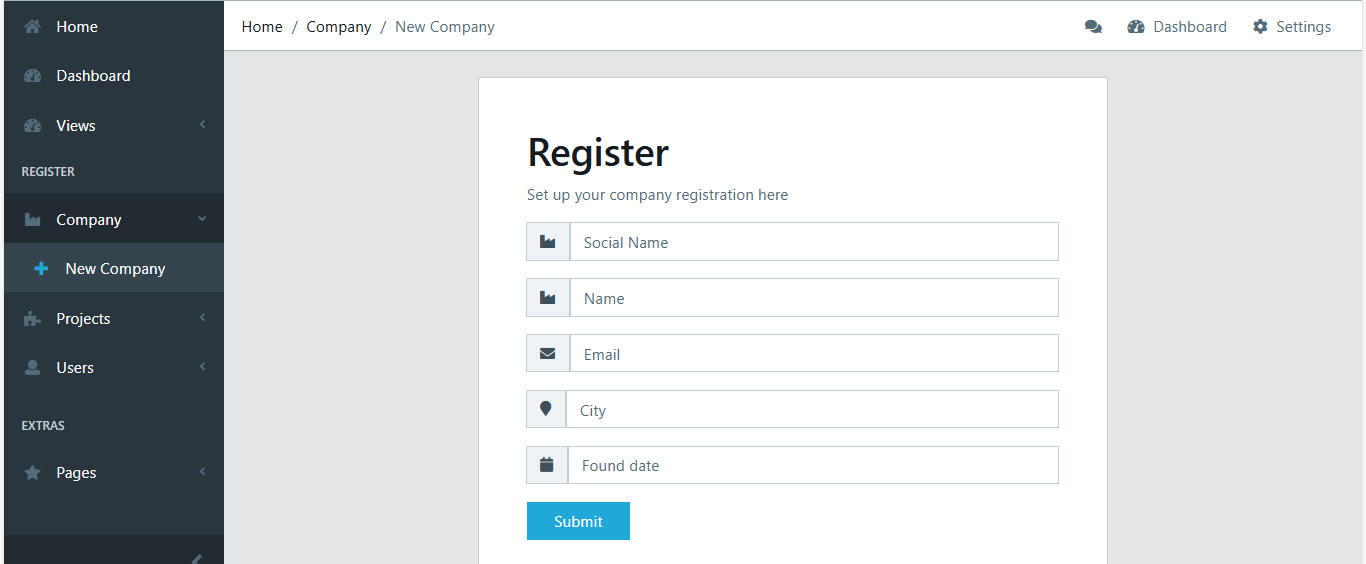 Home
Dashboard
Views
REGISTER
Company
New Company
Projects
Users
EXTRAS
Pages
Home / Company / New Company
Dashboard
Settings
Register
Set up your company registration here
Social Name
Name
Email
City
Found date
Submit